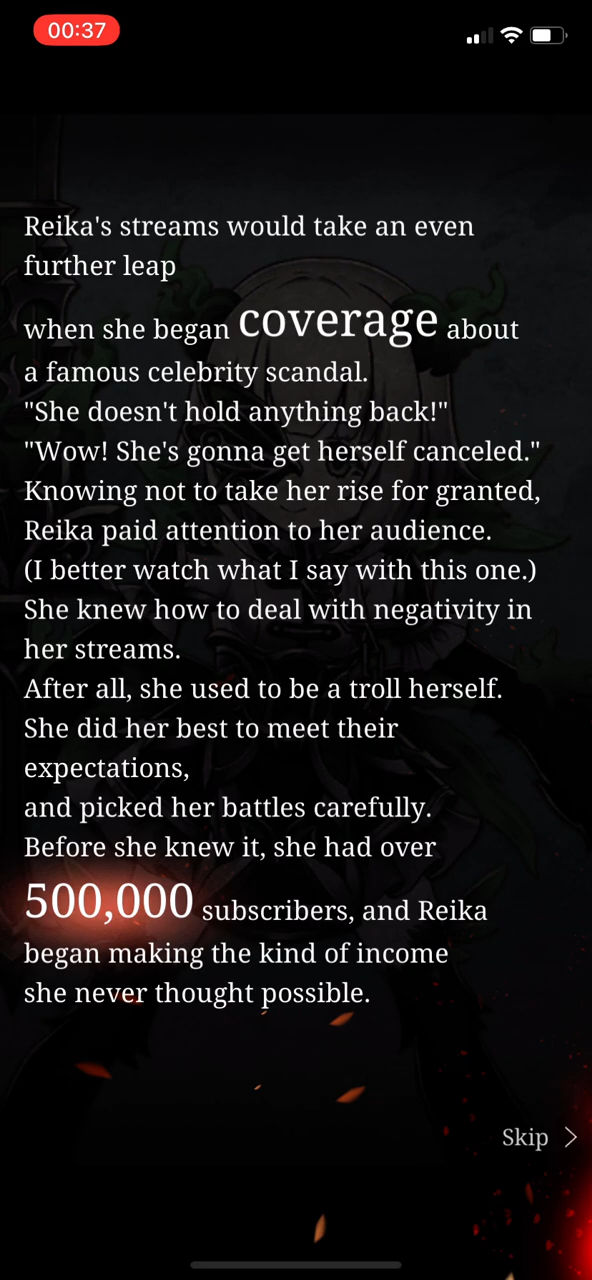 00:37
Reika's streams would take an even
further leap
when she began coverage about
a famous celebrity scandal.
"She doesn't hold anything back!"
"Wow! She's gonna get herself canceled."
Knowing not to take her rise for granted,
Reika paid attention to her audience.
(I better watch what I say with this one.)
She knew how to deal with negativity in
her streams.
After all, she used to be a troll herself.
She did her best to meet their
expectations,
and picked her battles carefully.
Before she knew it, she had over
500,000 subscribers, and Reika
began making the kind of income
she never thought possible.
Skip